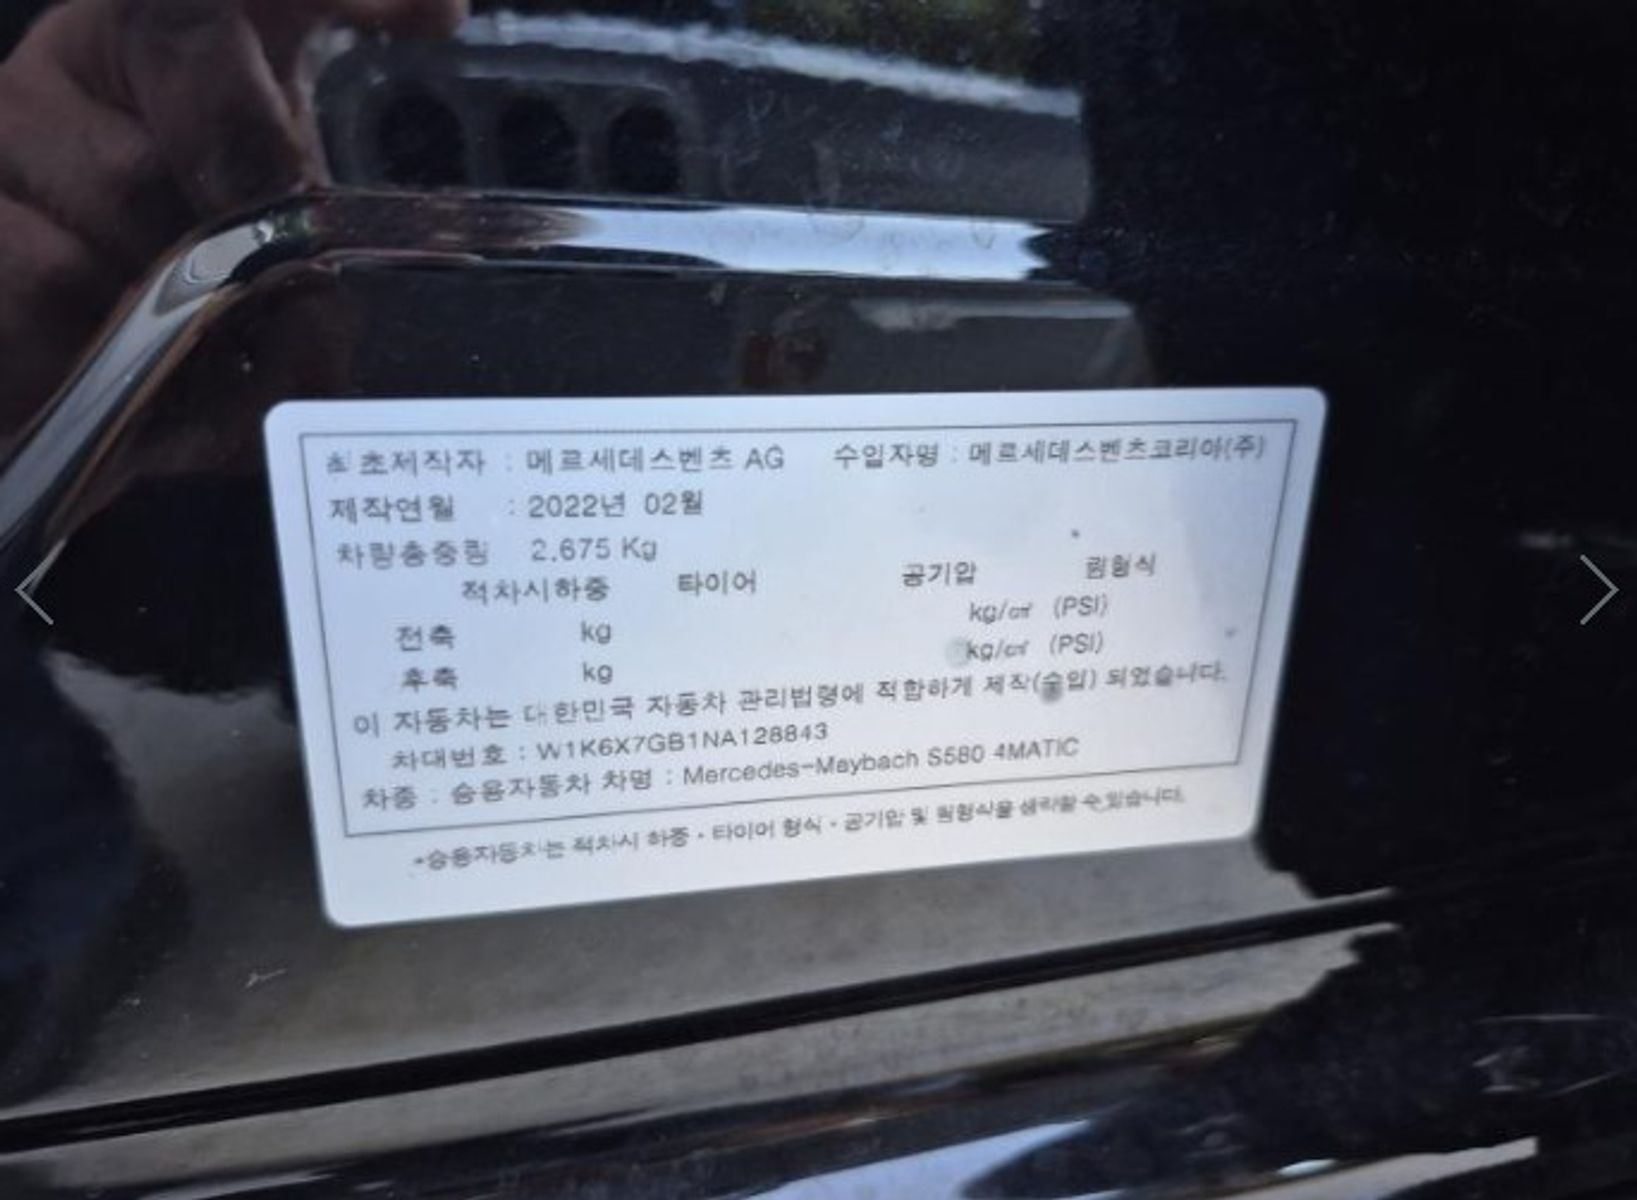 최초제작자 : 메르세데스벤츠 AG 수입자명 : 메르세데스벤츠코리아(주)
제작연월 : 2022년 02월
차량총중량 2.675 Kg
적차시하중 타이어 공기압 림형식
전축 kg kg/㎠ (PSI)
후축 kg kg/㎠ (PSI)
이 자동차는 대한민국 자동차 관리법령에 적합하게 제작(수입) 되었습니다.
차대번호 : W1K6X7GB1NA128843
차종 : 승용자동차 차명 : Mercedes-Maybach S580 4MATIC
*승용자동차는 적차시 하중・타이어 형식・공기압 및 림형식을 생략할 수 있습니다.